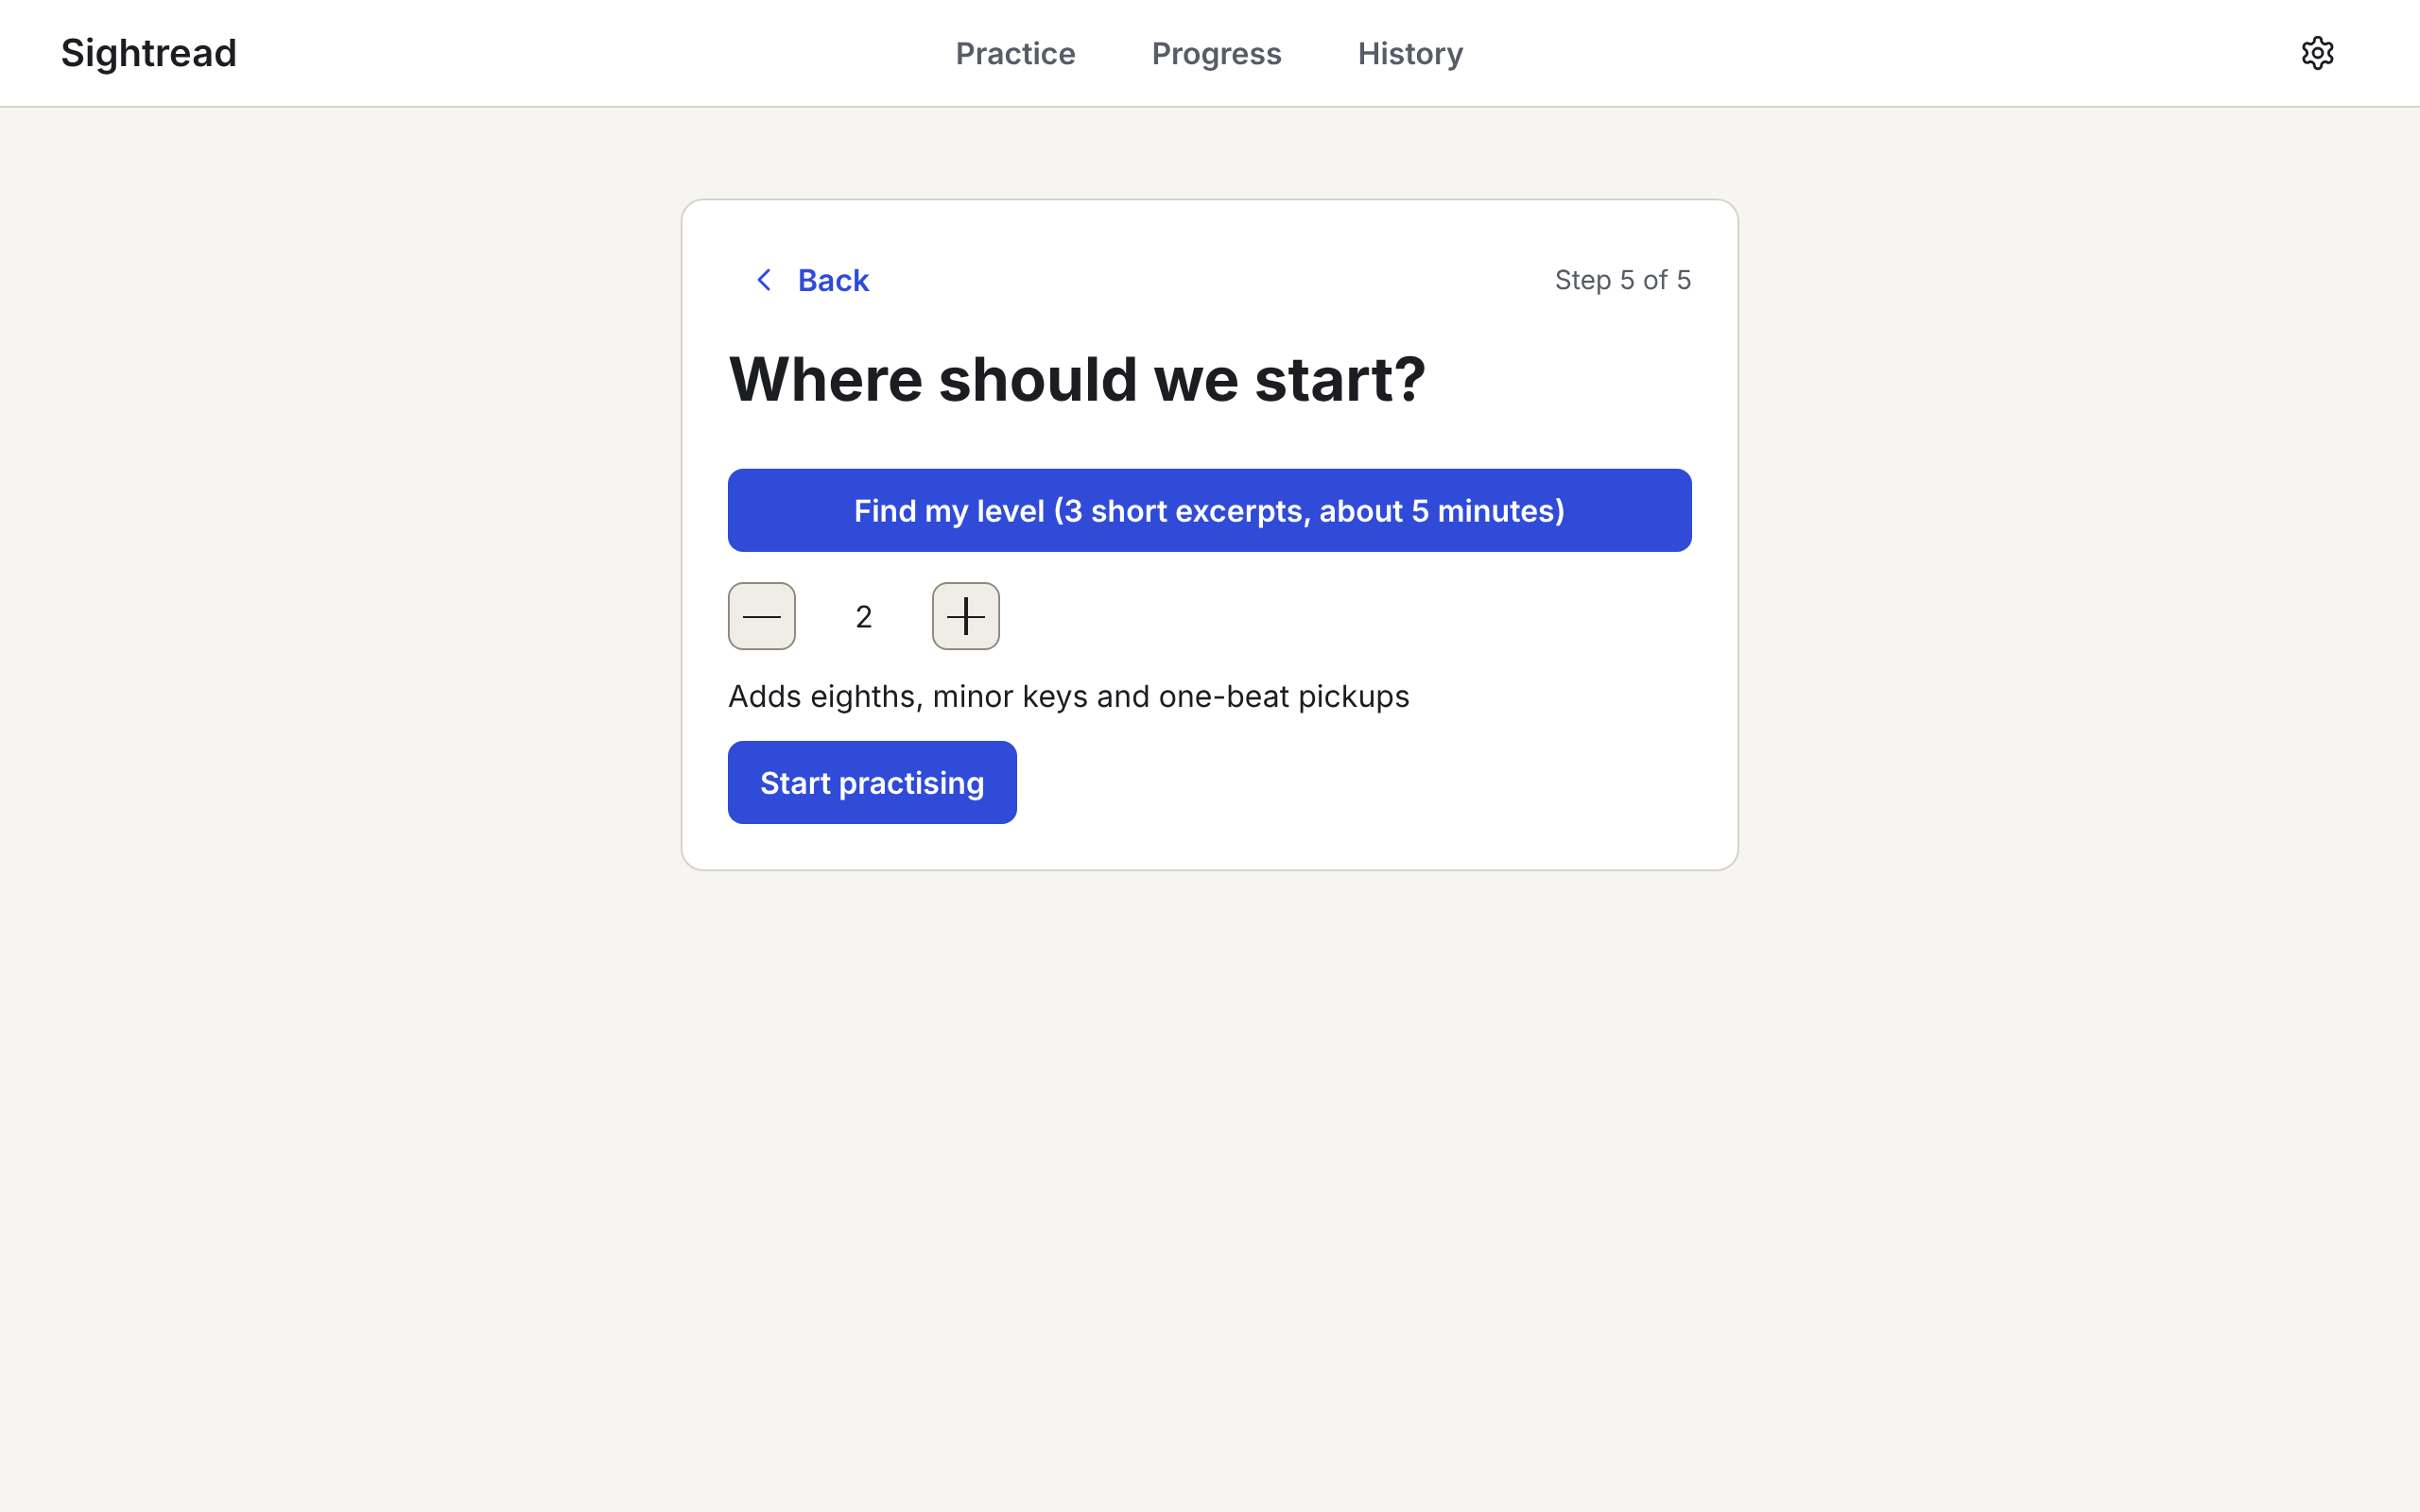 Sightread
Practice Progress History
Back
Step 5 of 5
Where should we start?
Find my level (3 short excerpts, about 5 minutes)
2
Adds eighths, minor keys and one-beat pickups
Start practising